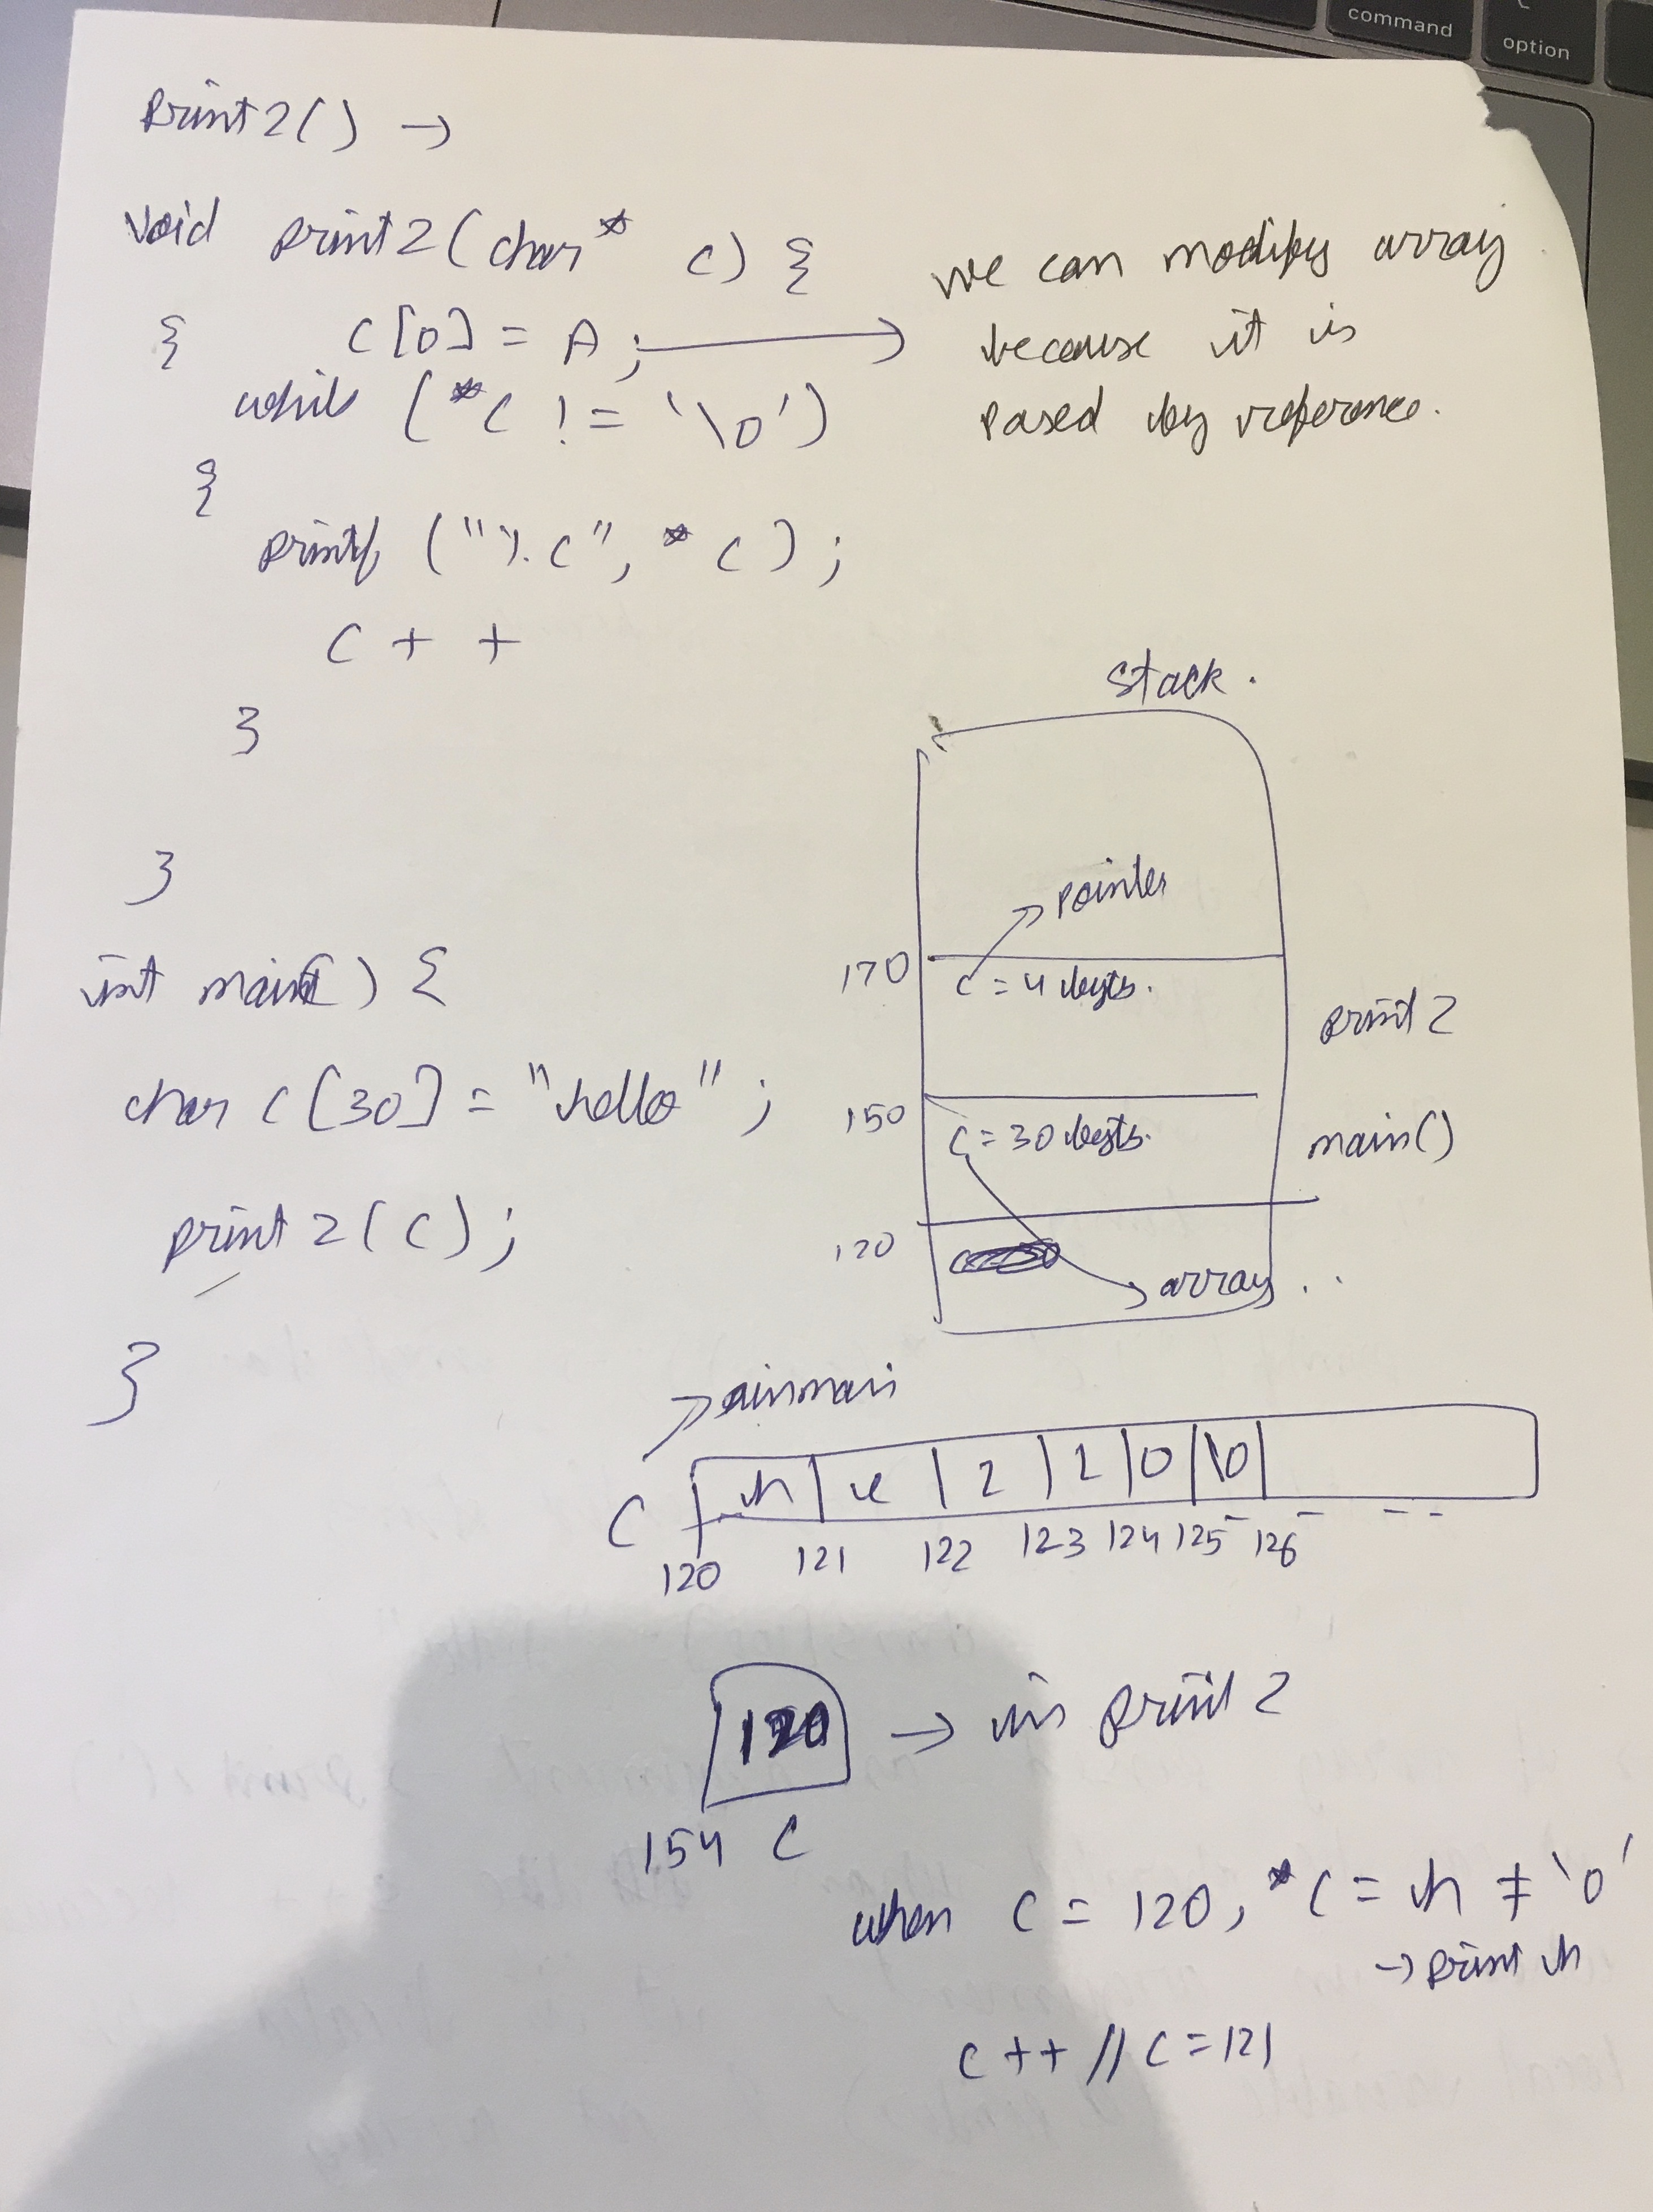 command
option
print2() →
void print2(char* c) {
{ c[0] = A; → we can modify array
because it is
pased by reference.
while (*c != '\0')
{
printf ("%c", *c);
c++
}
}
int main() {
char c[30] = "hello";
print2(c);
}
stack.
→ pointer
170 c = 4 bytes.
print2
150 c = 30 bytes.
main()
120
→ array..
C h e l l o \0
120 121 122 123 124 125 126 - - - -
120 → in print2
154 C
when c = 120, *c = h ≠ '\0'
→ print h
c++ // c = 121